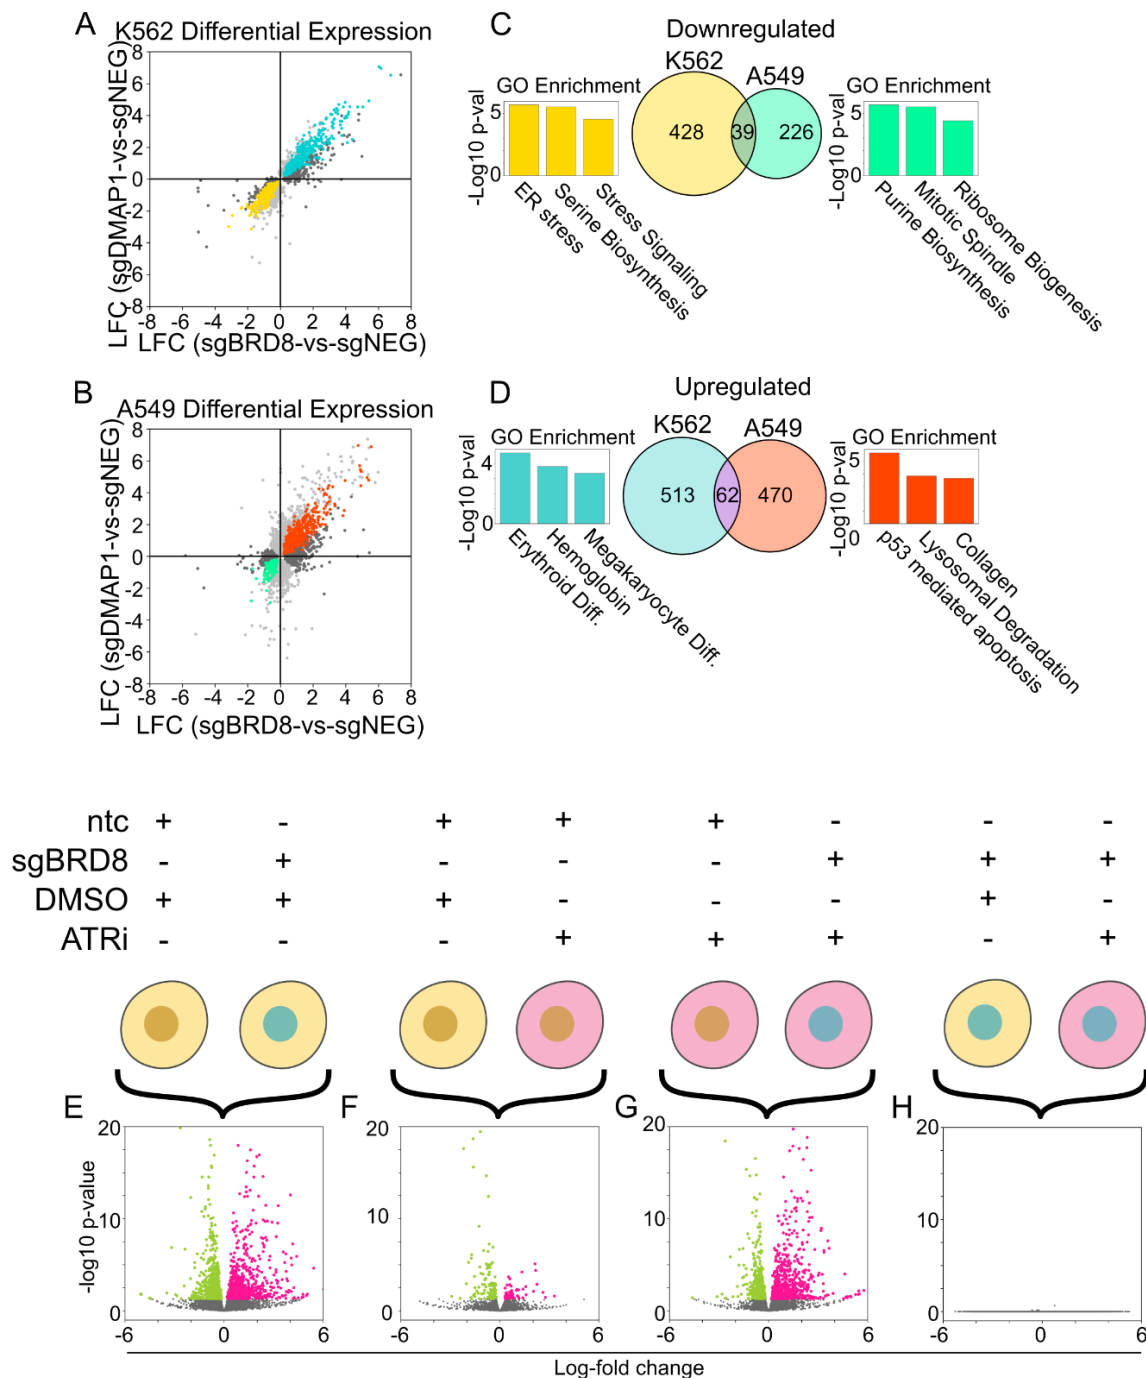 A
K562 Differential Expression
LFC (sgDMAP1-vs-sgNEG)
8
6
4
2
0
-2
-4
-6
-8
-8 -6 -4 -2 0 2 4 6 8
LFC (sgBRD8-vs-sgNEG)
B
A549 Differential Expression
LFC (sgDMAP1-vs-sgNEG)
8
6
4
2
0
-2
-4
-6
-8
-8 -6 -4 -2 0 2 4 6 8
LFC (sgBRD8-vs-sgNEG)
C
Downregulated
GO Enrichment
-Log10 p-val
5
0
ER stress
Serine Biosynthesis
Stress Signaling
K562
A549
428 39 226
GO Enrichment
-Log10 p-val
5
0
Purine Biosynthesis
Mitotic Spindle
Ribosome Biogenesis
D
Upregulated
GO Enrichment
-Log10 p-val
4
0
Erythroid Diff.
Hemoglobin
Megakaryocyte Diff.
K562
A549
513 62 470
GO Enrichment
-Log10 p-val
5
0
p53 mediated apoptosis
Lysosomal Degradation
Collagen
ntc + - + + + - - -
sgBRD8 - + - - - + + +
DMSO + + + - - - + -
ATRi - - - + + + - +
E
-log10 p-value
20
10
0
-6 0 6
F
20
10
0
-6 0 6
G
20
10
0
-6 0 6
H
20
10
0
-6 0 6
Log-fold change